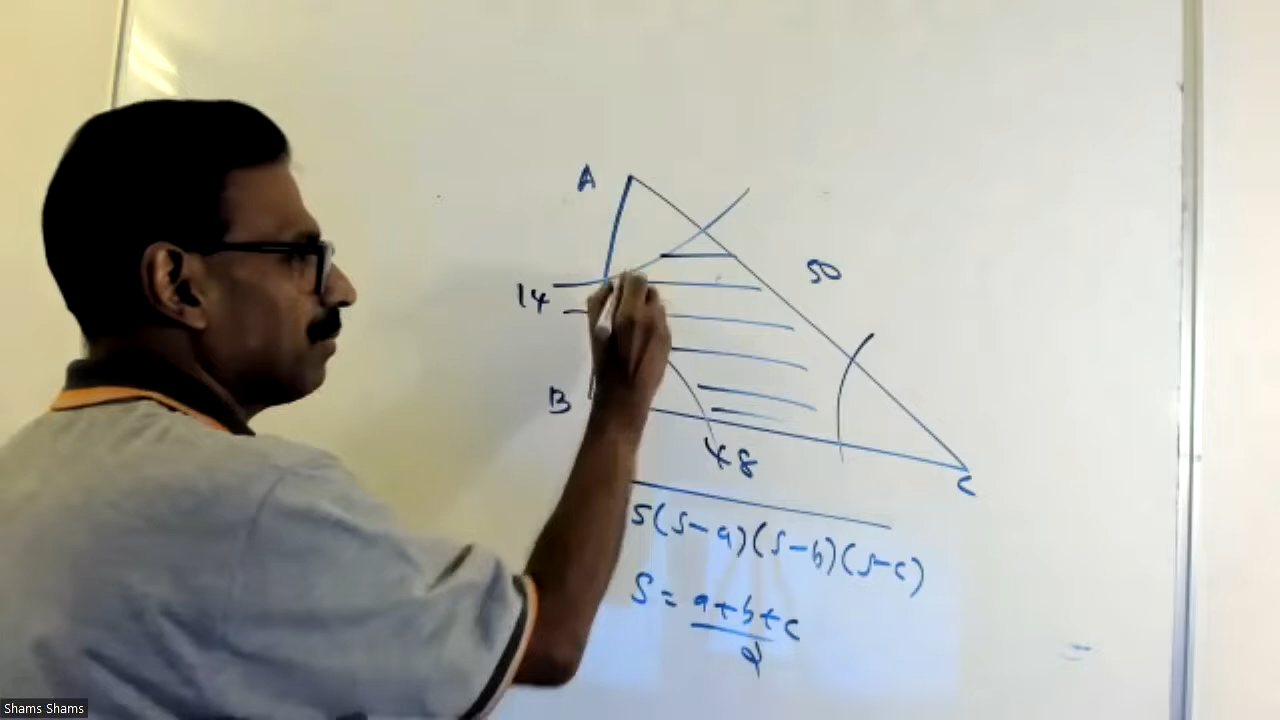 A
50
14
B
48
C
S(S-a)(S-b)(S-c)
S = a+b+c
2
Shams Shams